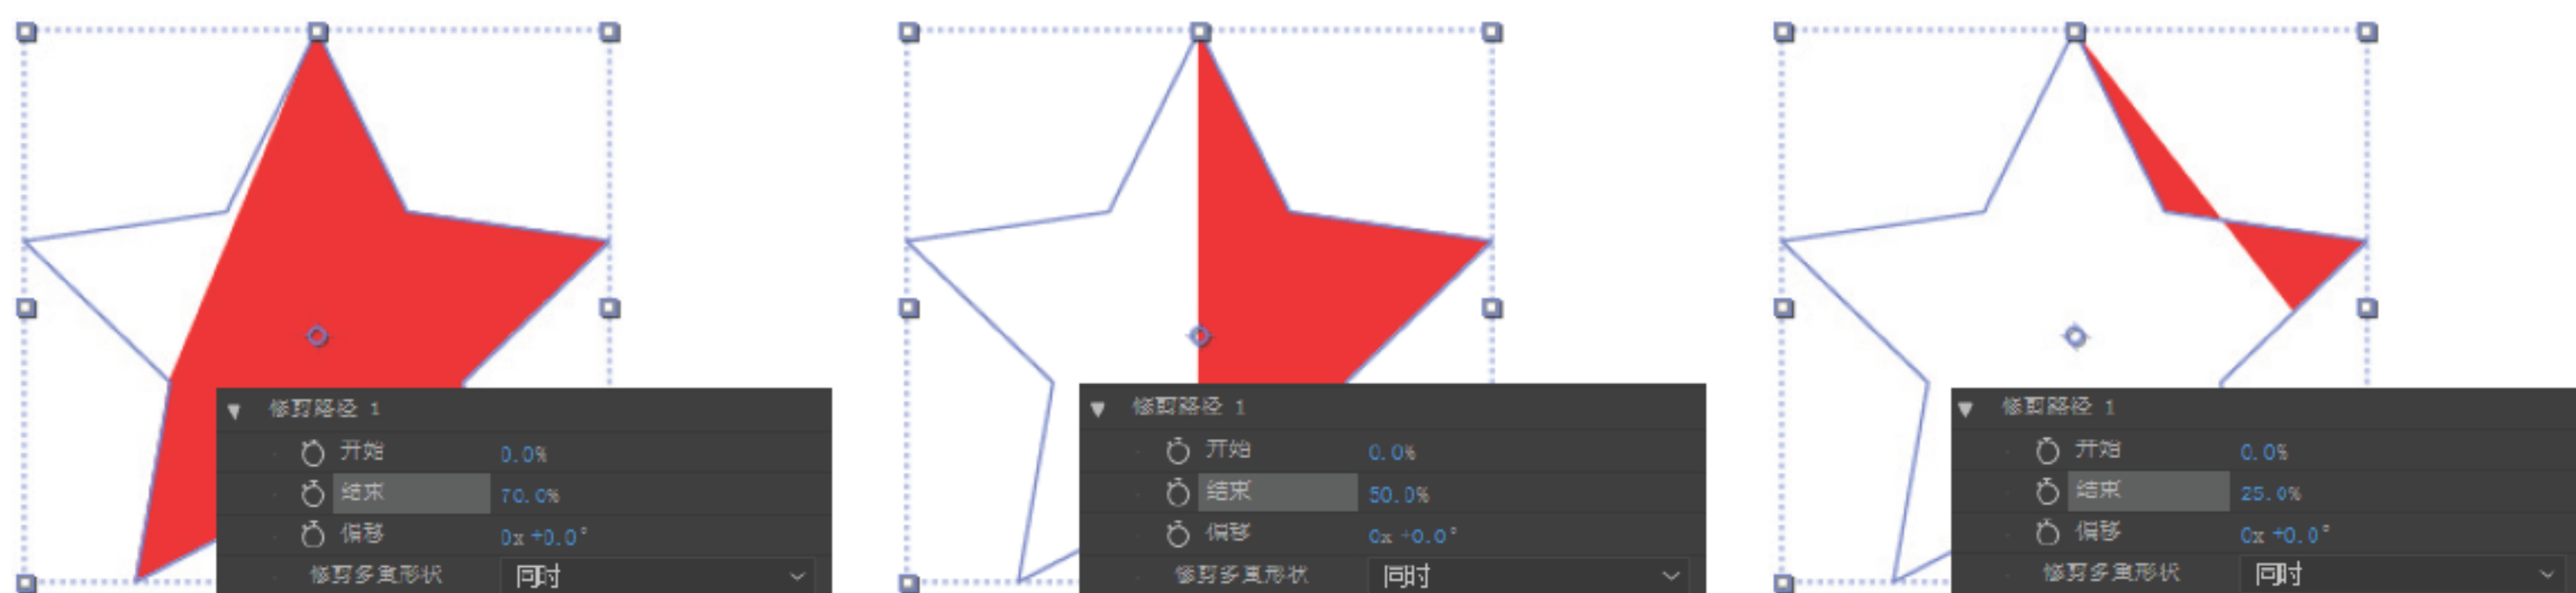 修剪路径 1
开始 0.0%
结束 70.0%
偏移 0x +0.0°
修剪多重形状 同时
修剪路径 1
开始 0.0%
结束 50.0%
偏移 0x +0.0°
修剪多重形状 同时
修剪路径 1
开始 0.0%
结束 25.0%
偏移 0x +0.0°
修剪多重形状 同时